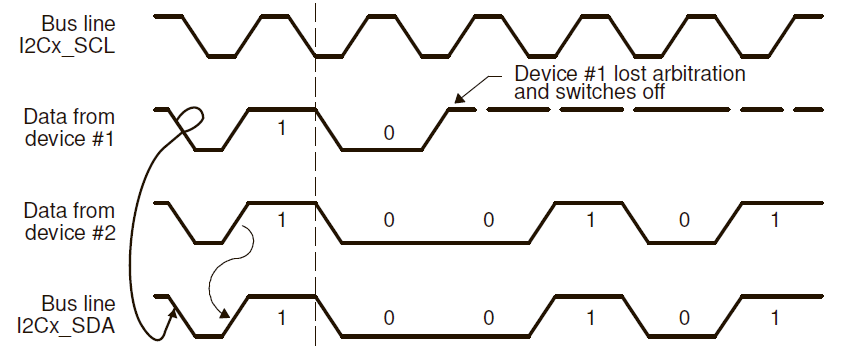 Bus line
I2Cx_SCL
Device #1 lost arbitration
and switches off
Data from
device #1
1 0
Data from
device #2
1 0 0 1 0 1
Bus line
I2Cx_SDA
1 0 0 1 0 1